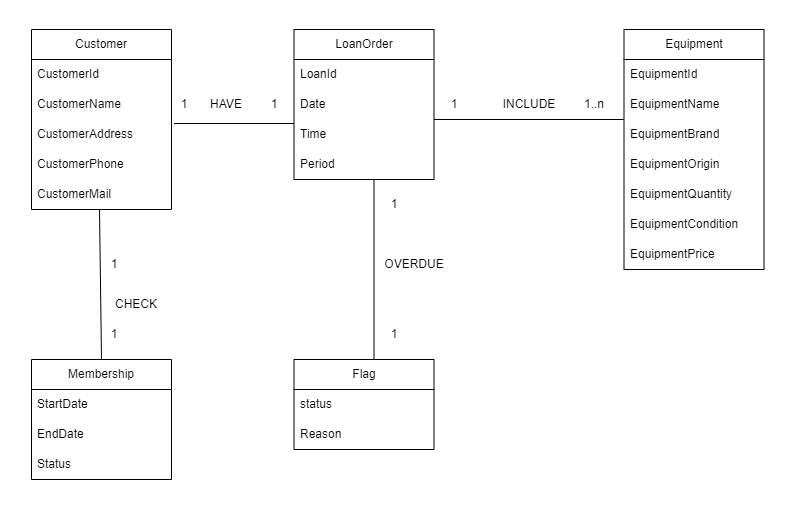 Customer
CustomerId
CustomerName
CustomerAddress
CustomerPhone
CustomerMail
1 HAVE 1
LoanOrder
LoanId
Date
Time
Period
1 INCLUDE 1..n
Equipment
EquipmentId
EquipmentName
EquipmentBrand
EquipmentOrigin
EquipmentQuantity
EquipmentCondition
EquipmentPrice
1
CHECK
1
Membership
StartDate
EndDate
Status
1
OVERDUE
1
Flag
status
Reason